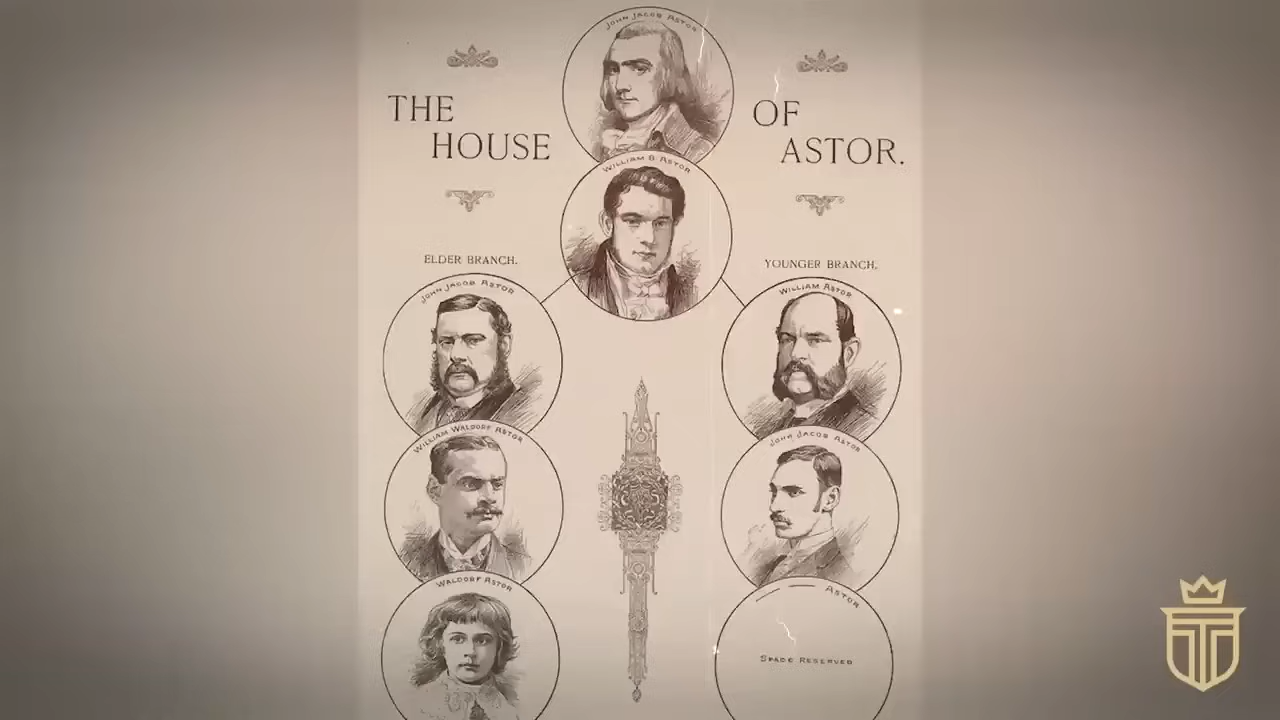 JOHN JACOB ASTOR
THE
HOUSE
OF
ASTOR.
WILLIAM B ASTOR
ELDER BRANCH.
YOUNGER BRANCH.
JOHN JACOB ASTOR
WILLIAM ASTOR
WILLIAM WALDORF ASTOR
JOHN JACOB ASTOR
WALDORF ASTOR
ASTOR
SPACE RESERVED